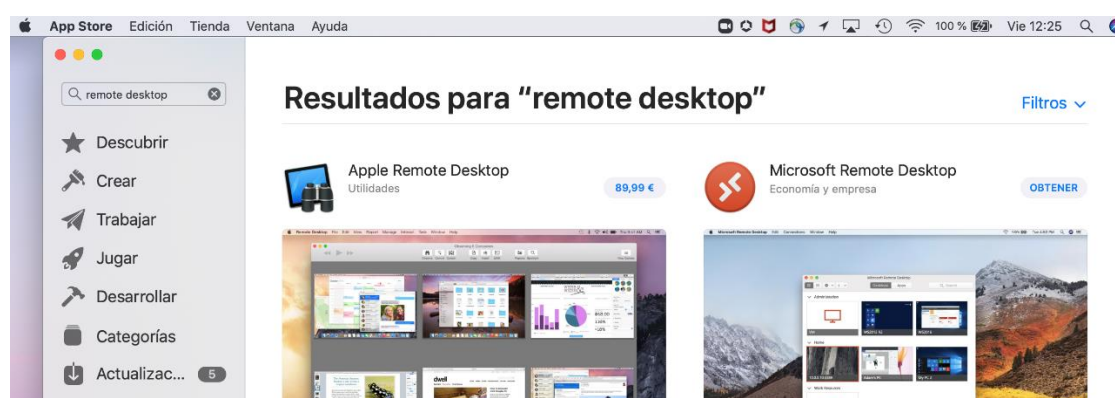 App Store Edición Tienda Ventana Ayuda 100 % Vie 12:25
remote desktop
Resultados para “remote desktop”
Filtros
Descubrir
Crear
Trabajar
Jugar
Desarrollar
Categorías
Actualizac... 5
Apple Remote Desktop
Utilidades
89,99 €
Microsoft Remote Desktop
Economía y empresa
OBTENER